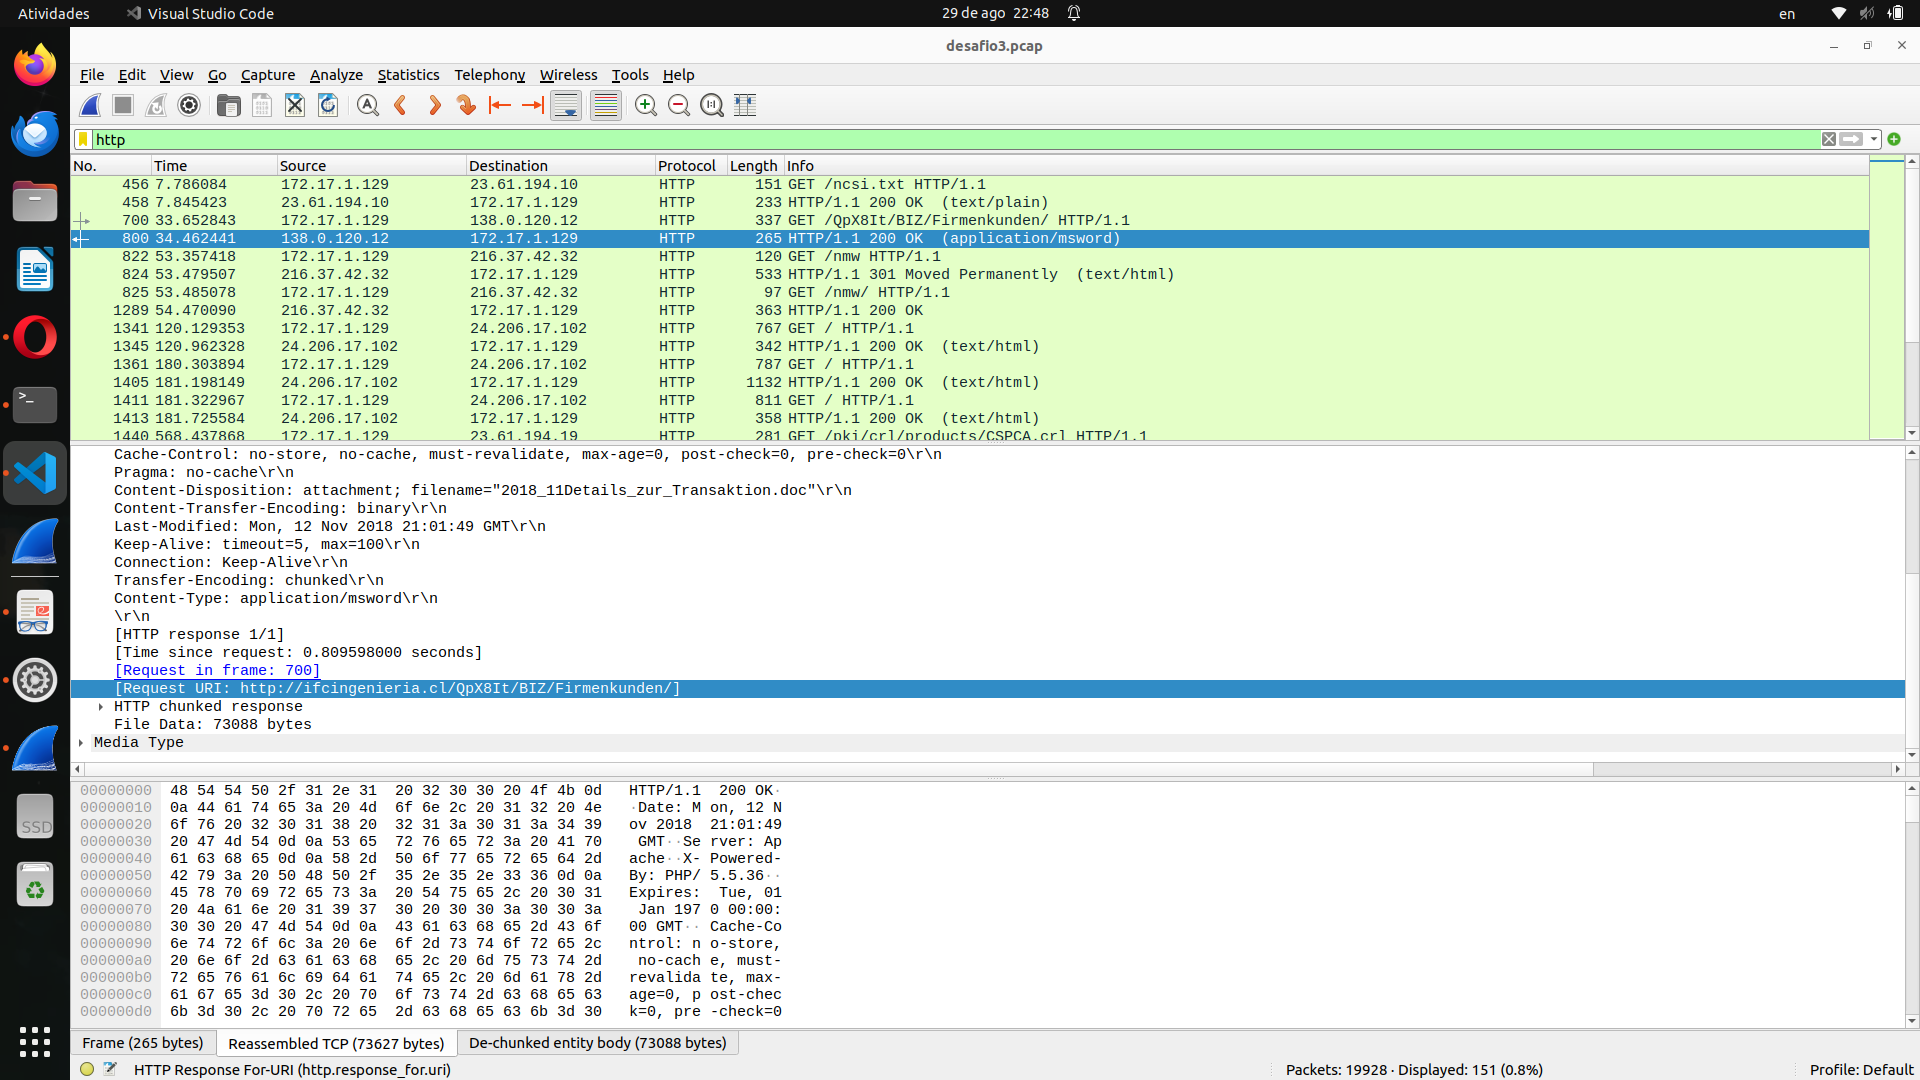 Atividades Visual Studio Code 29 de ago 22:48 en
desafio3.pcap
File Edit View Go Capture Analyze Statistics Telephony Wireless Tools Help
http
No. Time Source Destination Protocol Length Info
456 7.786084 172.17.1.129 23.61.194.10 HTTP 151 GET /ncsi.txt HTTP/1.1
458 7.845423 23.61.194.10 172.17.1.129 HTTP 233 HTTP/1.1 200 OK (text/plain)
700 33.652843 172.17.1.129 138.0.120.12 HTTP 337 GET /QpX8It/BIZ/Firmenkunden/ HTTP/1.1
800 34.462441 138.0.120.12 172.17.1.129 HTTP 265 HTTP/1.1 200 OK (application/msword)
822 53.357418 172.17.1.129 216.37.42.32 HTTP 120 GET /nmw HTTP/1.1
824 53.479507 216.37.42.32 172.17.1.129 HTTP 533 HTTP/1.1 301 Moved Permanently (text/html)
825 53.485078 172.17.1.129 216.37.42.32 HTTP 97 GET /nmw/ HTTP/1.1
1289 54.470090 216.37.42.32 172.17.1.129 HTTP 363 HTTP/1.1 200 OK
1341 120.129353 172.17.1.129 24.206.17.102 HTTP 767 GET / HTTP/1.1
1345 120.962328 24.206.17.102 172.17.1.129 HTTP 342 HTTP/1.1 200 OK (text/html)
1361 180.303894 172.17.1.129 24.206.17.102 HTTP 787 GET / HTTP/1.1
1405 181.198149 24.206.17.102 172.17.1.129 HTTP 1132 HTTP/1.1 200 OK (text/html)
1411 181.322967 172.17.1.129 24.206.17.102 HTTP 811 GET / HTTP/1.1
1413 181.725584 24.206.17.102 172.17.1.129 HTTP 358 HTTP/1.1 200 OK (text/html)
1440 568.437868 172.17.1.129 23.61.194.19 HTTP 281 GET /pki/crl/products/CSPCA.crl HTTP/1.1
Cache-Control: no-store, no-cache, must-revalidate, max-age=0, post-check=0, pre-check=0\r\n
Pragma: no-cache\r\n
Content-Disposition: attachment; filename="2018_11Details_zur_Transaktion.doc"\r\n
Content-Transfer-Encoding: binary\r\n
Last-Modified: Mon, 12 Nov 2018 21:01:49 GMT\r\n
Keep-Alive: timeout=5, max=100\r\n
Connection: Keep-Alive\r\n
Transfer-Encoding: chunked\r\n
Content-Type: application/msword\r\n
\r\n
[HTTP response 1/1]
[Time since request: 0.809598000 seconds]
[Request in frame: 700]
[Request URI: http://ifcingenieria.cl/QpX8It/BIZ/Firmenkunden/]
HTTP chunked response
File Data: 73088 bytes
Media Type
00000000 48 54 54 50 2f 31 2e 31 20 32 30 30 20 4f 4b 0d HTTP/1.1 200 OK·
00000010 0a 44 61 74 65 3a 20 4d 6f 6e 2c 20 31 32 20 4e ·Date: M on, 12 N
00000020 6f 76 20 32 30 31 38 20 32 31 3a 30 31 3a 34 39 ov 2018 21:01:49
00000030 20 47 4d 54 0d 0a 53 65 72 76 65 72 3a 20 41 70 GMT··Se rver: Ap
00000040 61 63 68 65 0d 0a 58 2d 50 6f 77 65 72 65 64 2d ache··X- Powered-
00000050 42 79 3a 20 50 48 50 2f 35 2e 35 2e 33 36 0d 0a By: PHP/ 5.5.36··
00000060 45 78 70 69 72 65 73 3a 20 54 75 65 2c 20 30 31 Expires: Tue, 01
00000070 20 4a 61 6e 20 31 39 37 30 20 30 30 3a 30 30 3a Jan 197 0 00:00:
00000080 30 30 20 47 4d 54 0d 0a 43 61 63 68 65 2d 43 6f 00 GMT·· Cache-Co
00000090 6e 74 72 6f 6c 3a 20 6e 6f 2d 73 74 6f 72 65 2c ntrol: n o-store,
000000a0 20 6e 6f 2d 63 61 63 68 65 2c 20 6d 75 73 74 2d no-cach e, must-
000000b0 72 65 76 61 6c 69 64 61 74 65 2c 20 6d 61 78 2d revalida te, max-
000000c0 61 67 65 3d 30 2c 20 70 6f 73 74 2d 63 68 65 63 age=0, p ost-chec
000000d0 6b 3d 30 2c 20 70 72 65 2d 63 68 65 63 6b 3d 30 k=0, pre -check=0
SSD
Frame (265 bytes) Reassembled TCP (73627 bytes) De-chunked entity body (73088 bytes)
HTTP Response For-URI (http.response_for.uri) Packets: 19928 · Displayed: 151 (0.8%) Profile: Default